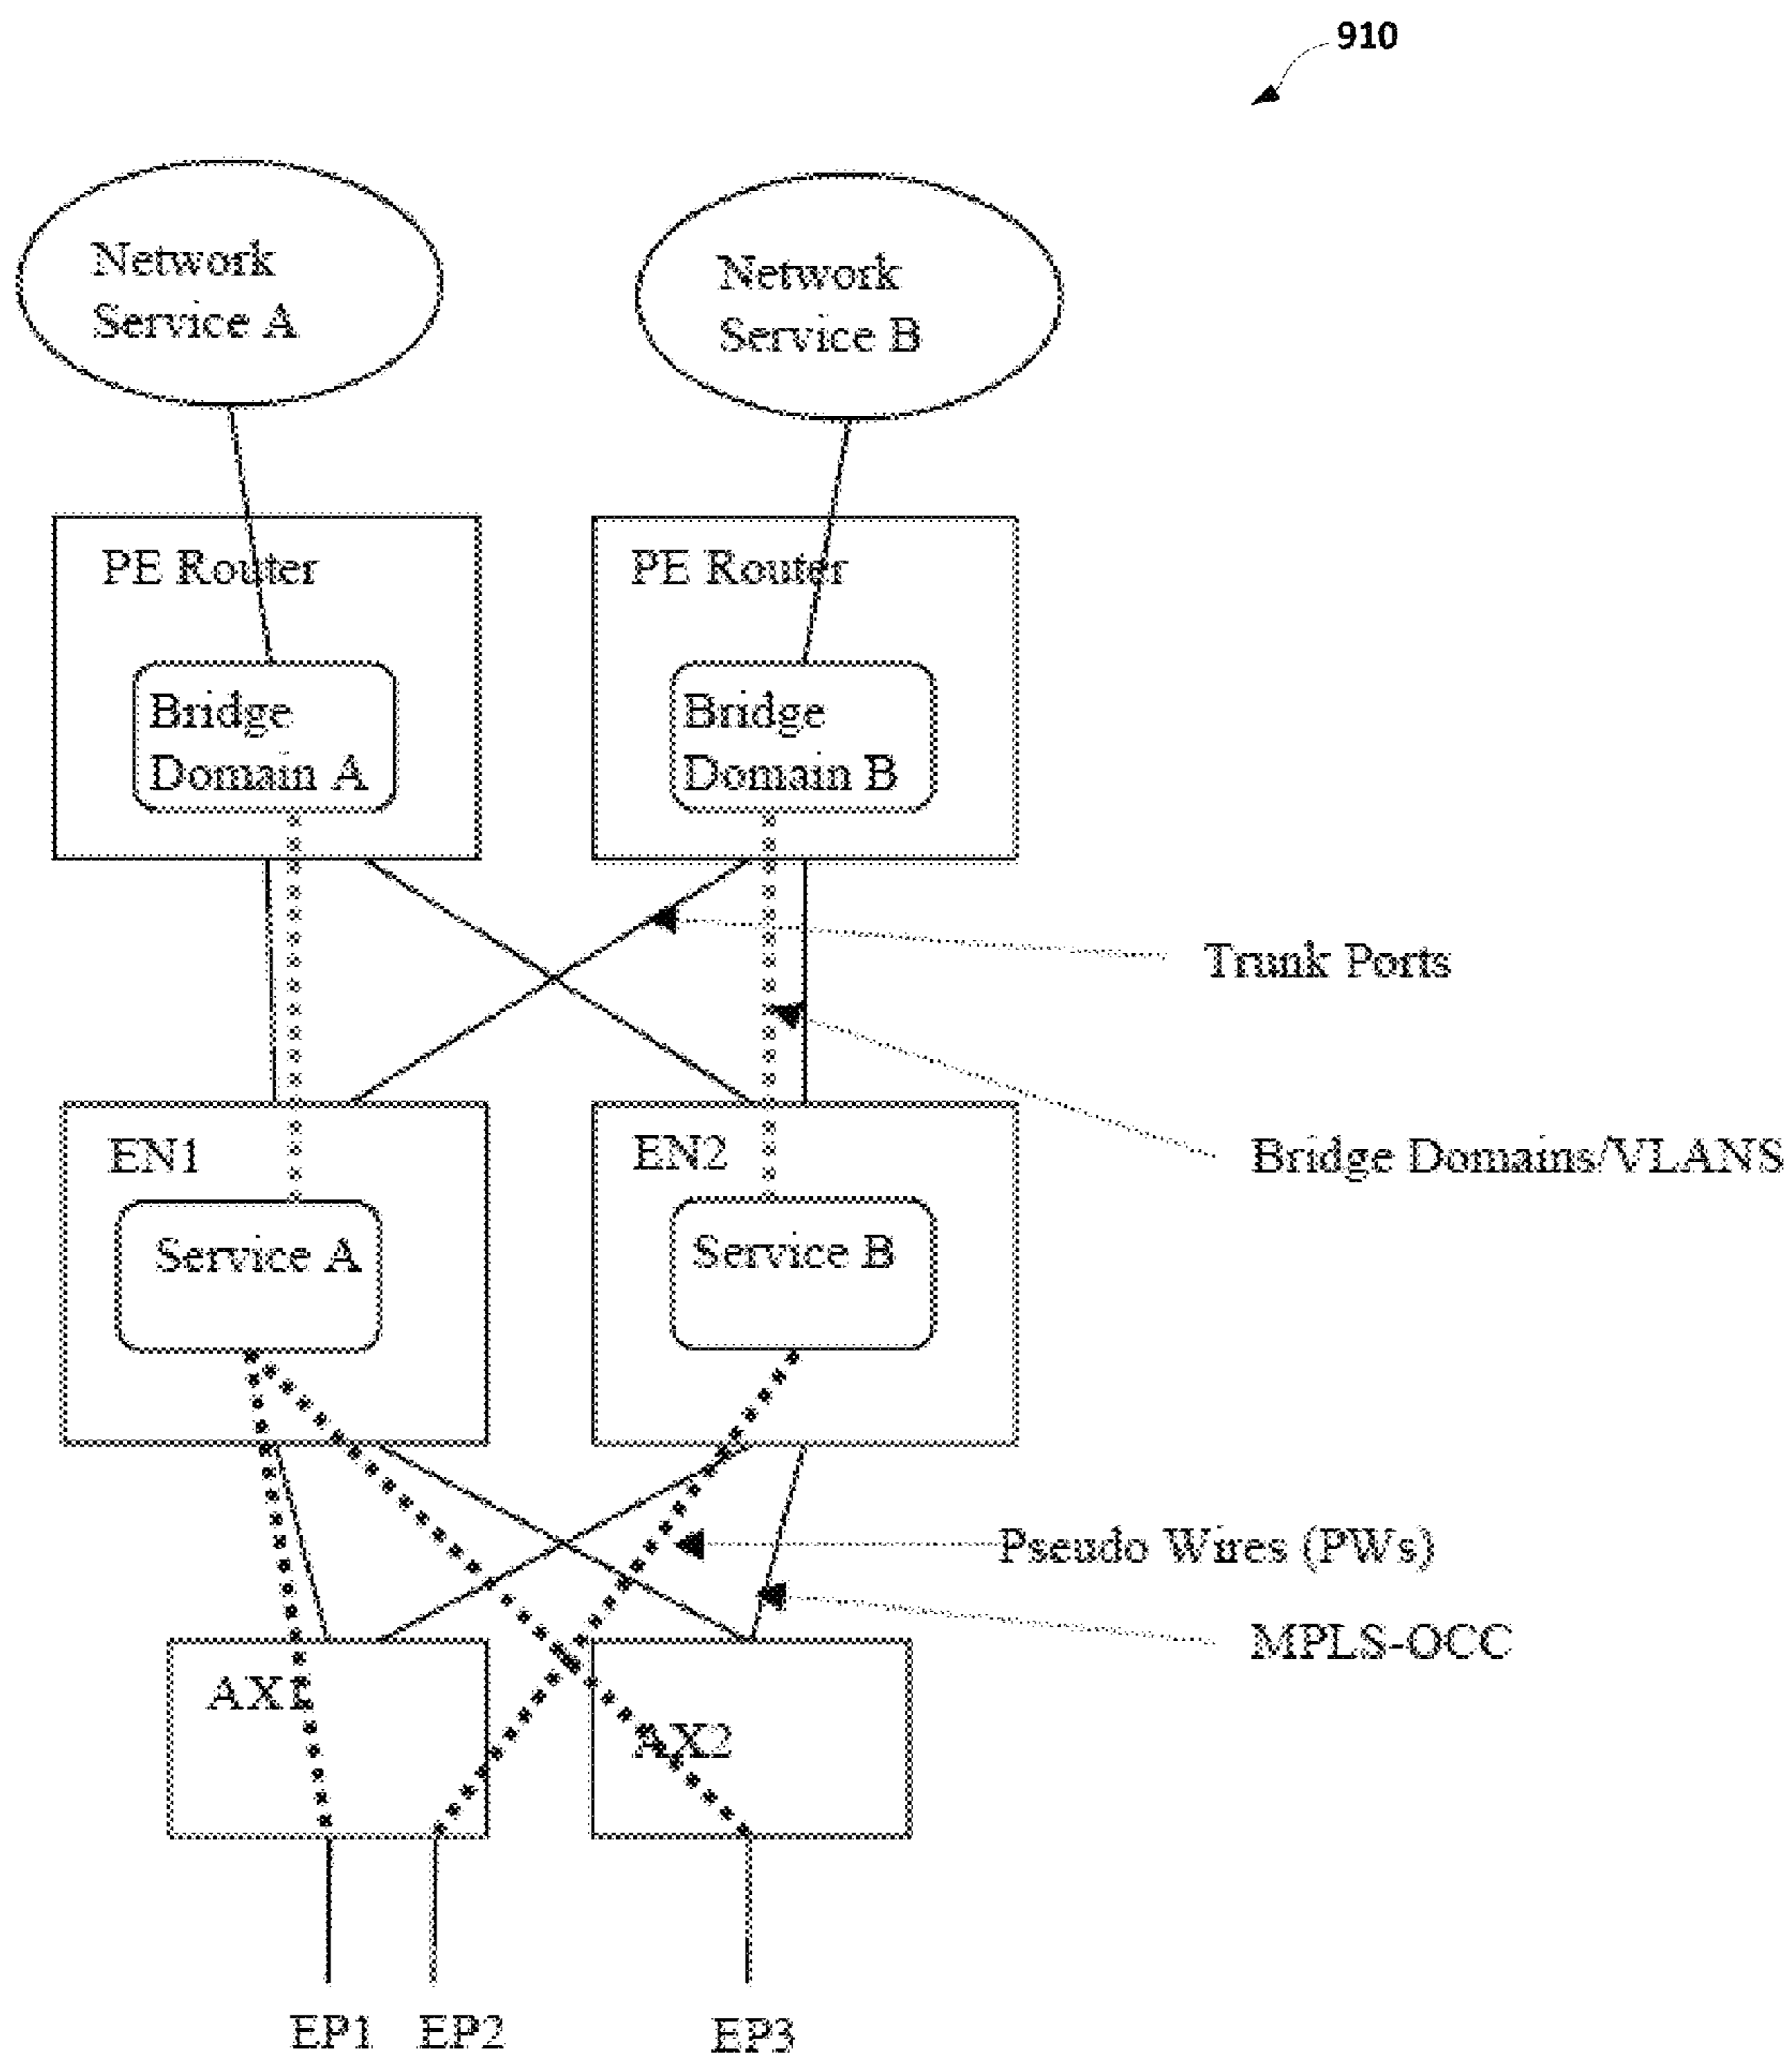 910
Network
Service A
Network
Service B
PE Router
PE Router
Bridge
Domain A
Bridge
Domain B
Trunk Ports
EN1
EN2
Bridge Domains/VLANS
Service A
Service B
Pseudo Wires (PWs)
MPLS-OCC
AX1
AX2
EP1
EP2
EP3